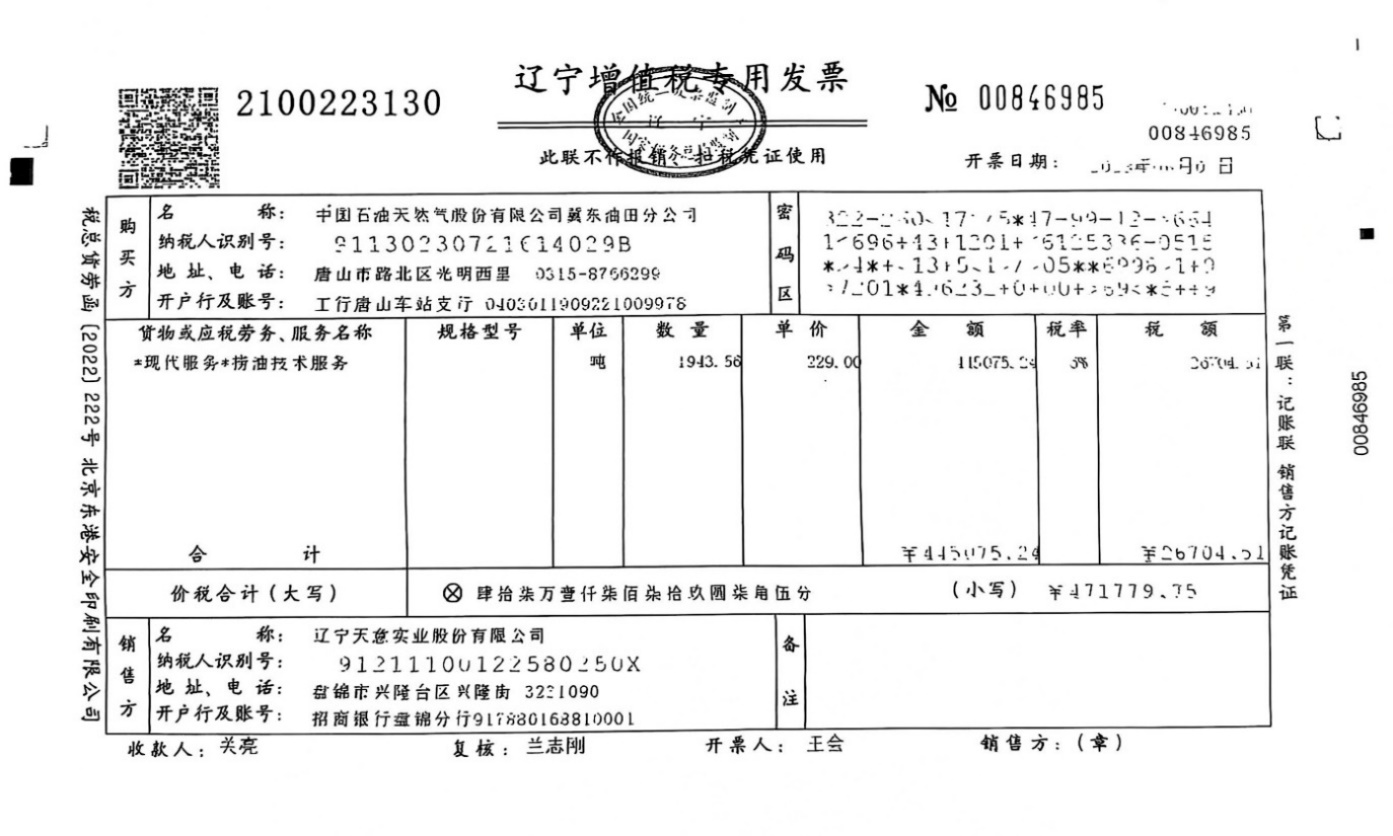 辽宁增值税专用发票
2100223130
№ 00846985
00846985
全国统一发票监制
辽宁
此联不作报销、扣税凭证使用
开票日期:
购买方
名 称: 中国石油天然气股份有限公司冀东油田分公司
纳税人识别号:
地址、电话: 唐山市路北区光明西里 0315-8766299
开户行及账号: 工行唐山车站支行 0403011909221009978
密码区
货物或应税劳务、服务名称 规格型号 单位 数量 单价 金额 税率 税额
*现代服务*捞油技术服务 吨 1943.56 229.00 445075.24 6% 26704.51
合 计 ¥445075.24 ¥26704.51
价税合计(大写) ⊗ 肆拾柒万壹仟柒佰柒拾玖圆柒角伍分 (小写) ¥471779.75
销售方
名 称: 辽宁天意实业股份有限公司
纳税人识别号: 91211100122580250X
地址、电话: 盘锦市兴隆台区兴隆街
开户行及账号: 招商银行盘锦分行917880168810001
备注
收款人: 关亮 复核: 兰志刚 开票人: 王会 销售方:(章)
税总货劳函〔2022〕222号 北京东港安全印刷有限公司
第一联:记账联 销售方记账凭证
00846985